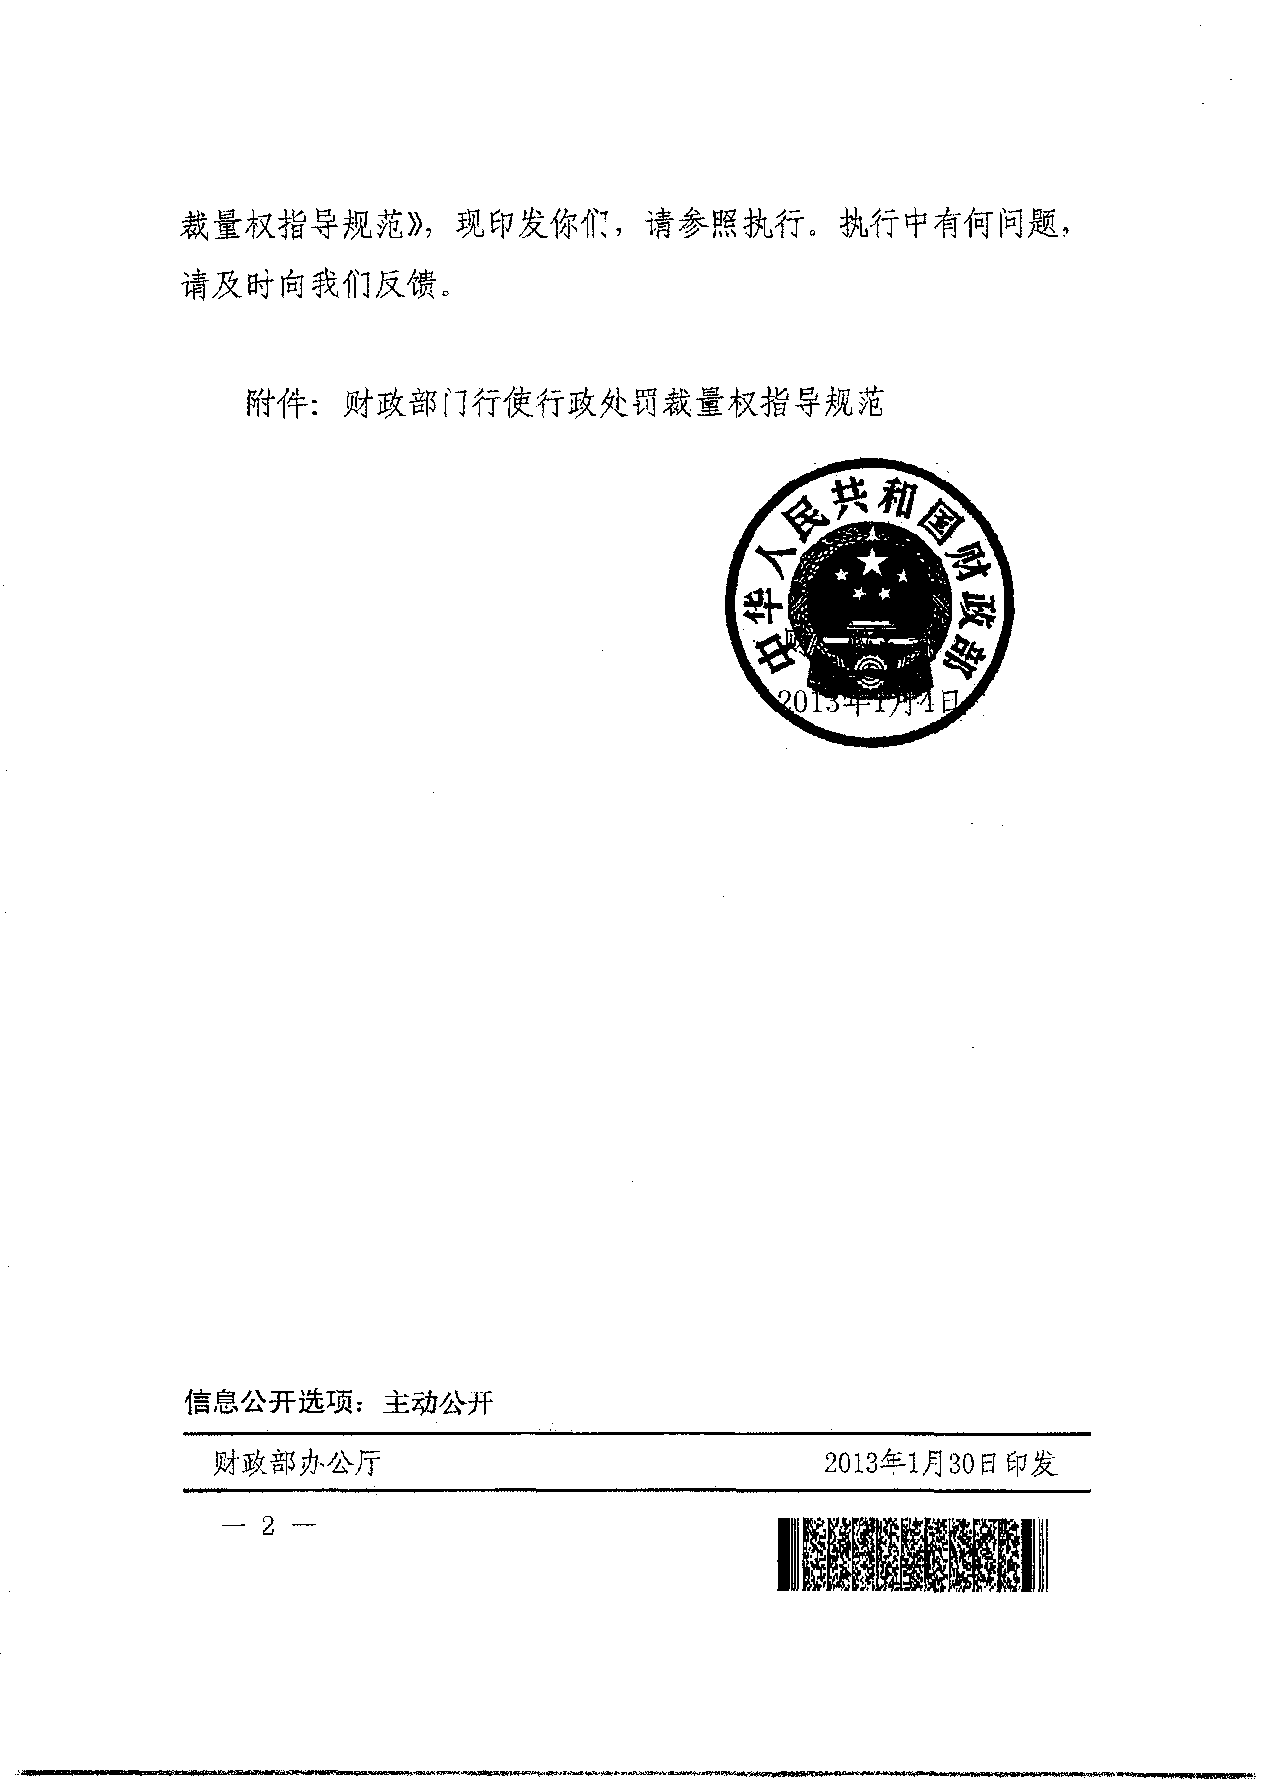 裁量权指导规范》，现印发你们，请参照执行。执行中有何问题，
请及时向我们反馈。
附件：财政部门行使行政处罚裁量权指导规范
中华人民共和国财政部
2013年1月4日
信息公开选项：主动公开
财政部办公厅 2013年1月30日印发
— 2 —